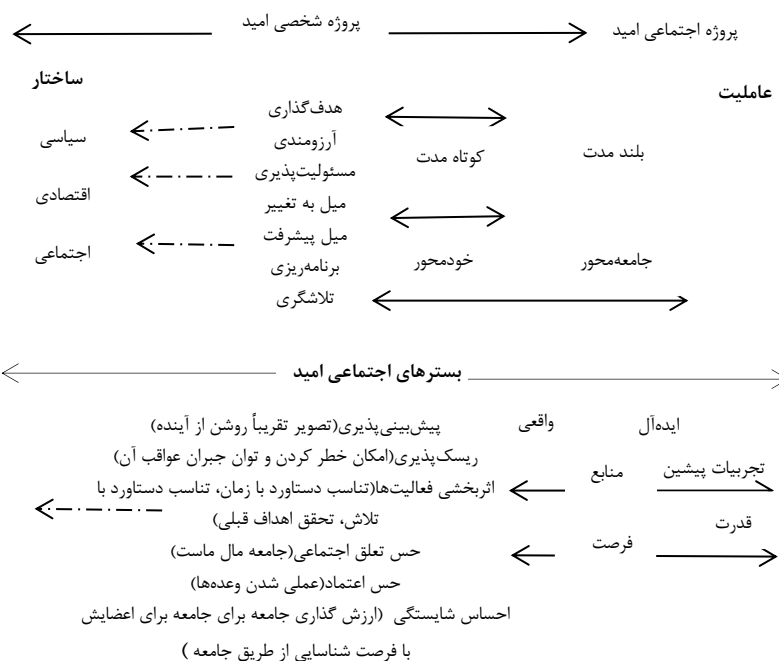 پروژه اجتماعی امید پروژه شخصی امید
عاملیت ساختار
هدف‌گذاری
آرزومندی سیاسی
بلند مدت کوتاه مدت
مسئولیت‌پذیری
میل به تغییر اقتصادی
میل پیشرفت
جامعه‌محور خودمحور برنامه‌ریزی اجتماعی
تلاشگری
بسترهای اجتماعی امید
ایده‌آل واقعی پیش‌بینی‌پذیری(تصویر تقریباً روشن از آینده)
ریسک‌پذیری(امکان خطر کردن و توان جبران عواقب آن)
تجربیات پیشین منابع اثربخشی فعالیت‌ها(تناسب دستاورد با زمان، تناسب دستاورد با
تلاش، تحقق اهداف قبلی)
قدرت فرصت حس تعلق اجتماعی(جامعه مال ماست)
حس اعتماد(عملی شدن وعده‌ها)
احساس شایستگی (ارزش گذاری جامعه برای جامعه برای اعضایش
با فرصت شناسایی از طریق جامعه )